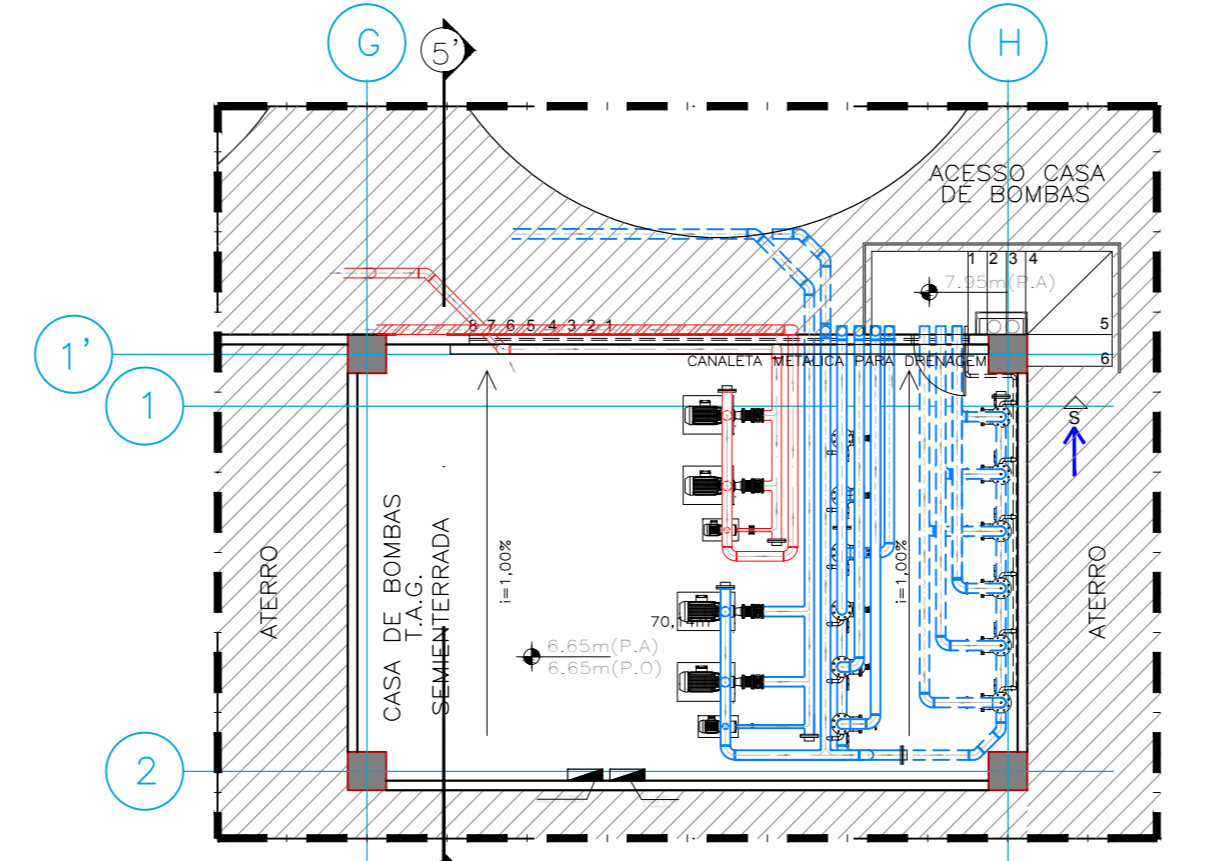 G
5'
H
ACESSO CASA
DE BOMBAS
1 2 3 4
7.95m(P.A)
5
6
8 7 6 5 4 3 2 1
1'
CANALETA METALICA PARA DRENAGEM
1
S
CASA DE BOMBAS
T.A.G.
SEMIENTERRADA
i=1,00%
i=1,00%
ATERRO
ATERRO
70,14m
6.65m(P.A)
6.65m(P.O)
2